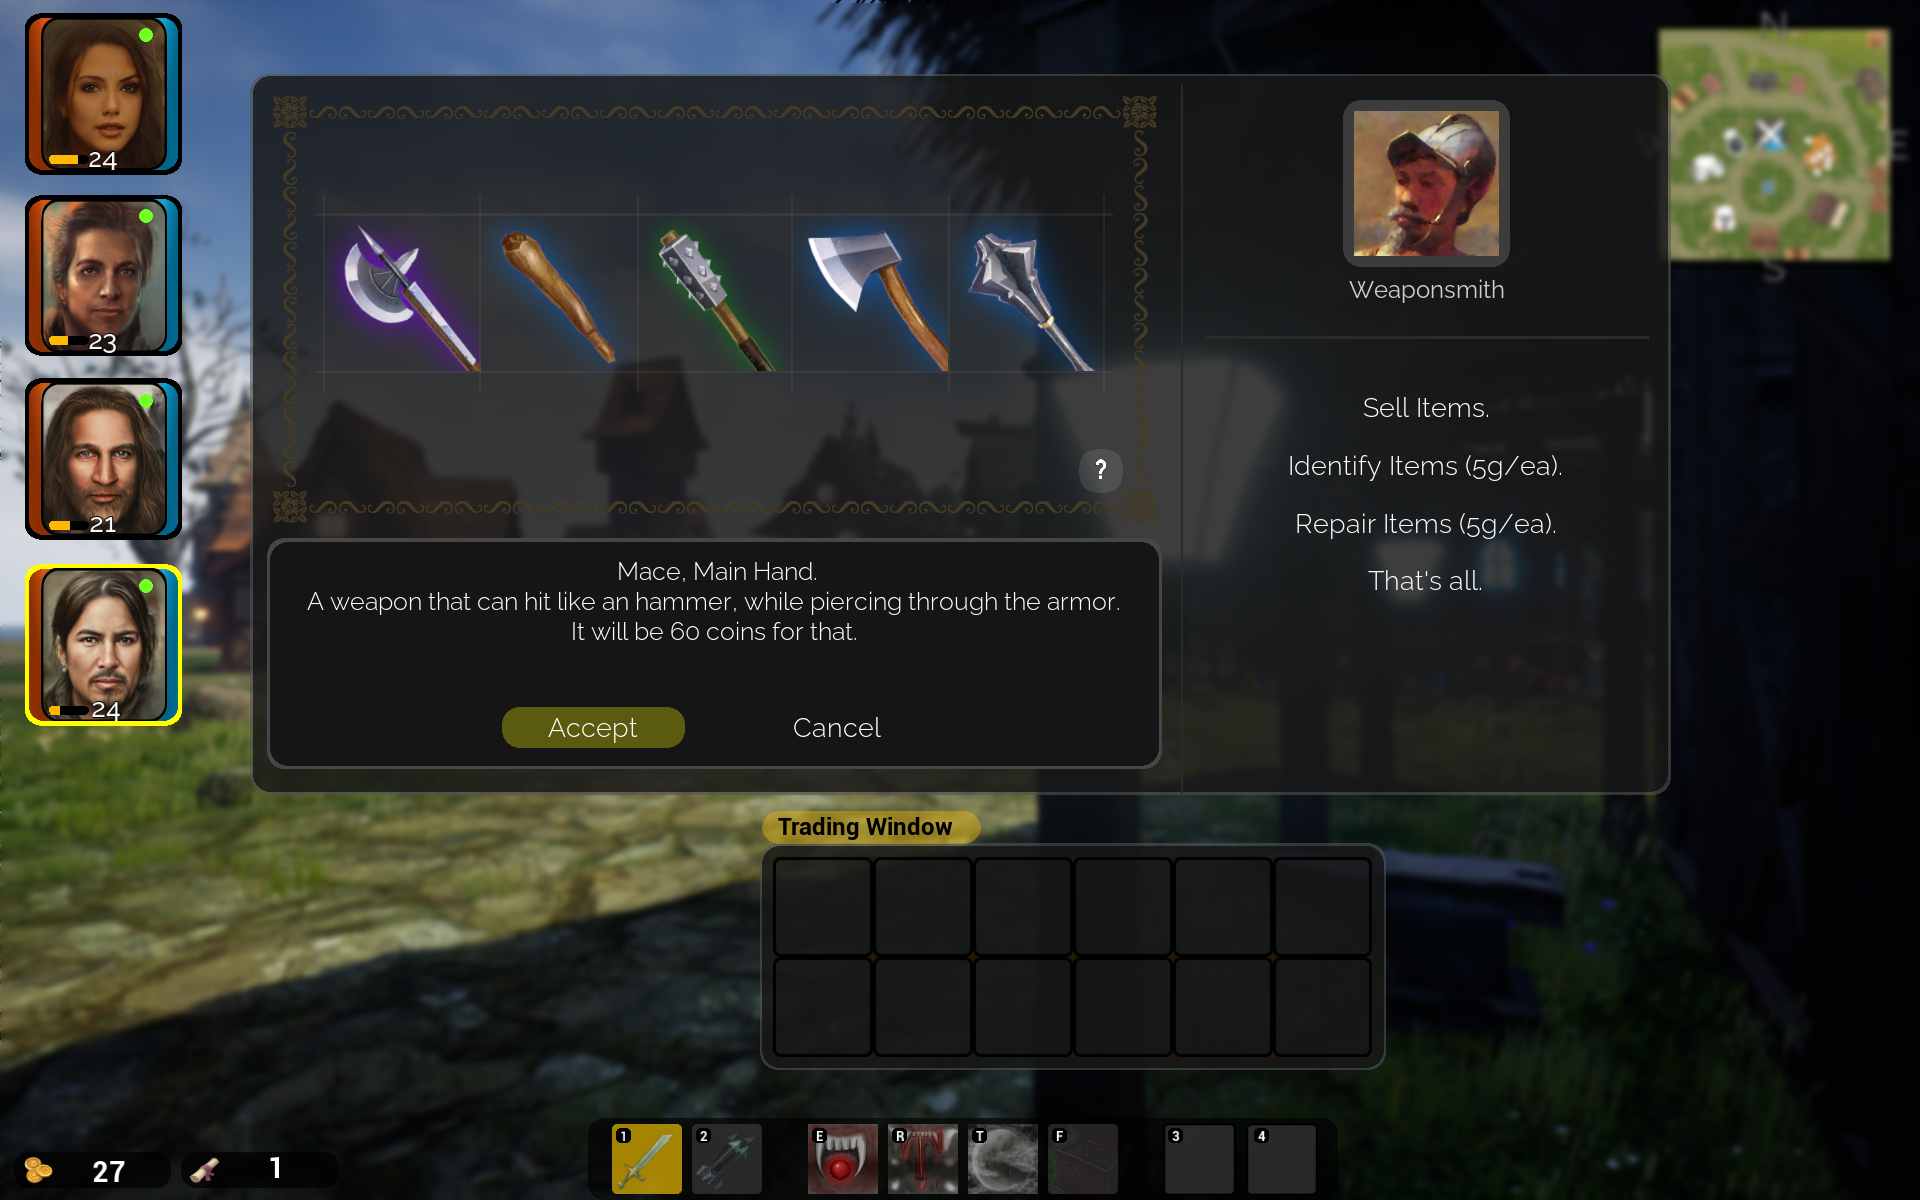 24
23
21
24
N
E
S
Weaponsmith
Sell Items.
Identify Items (5g/ea).
Repair Items (5g/ea).
That's all.
?
Mace, Main Hand.
A weapon that can hit like an hammer, while piercing through the armor.
It will be 60 coins for that.
Accept Cancel
Trading Window
27 1
1 2 E R T F 3 4